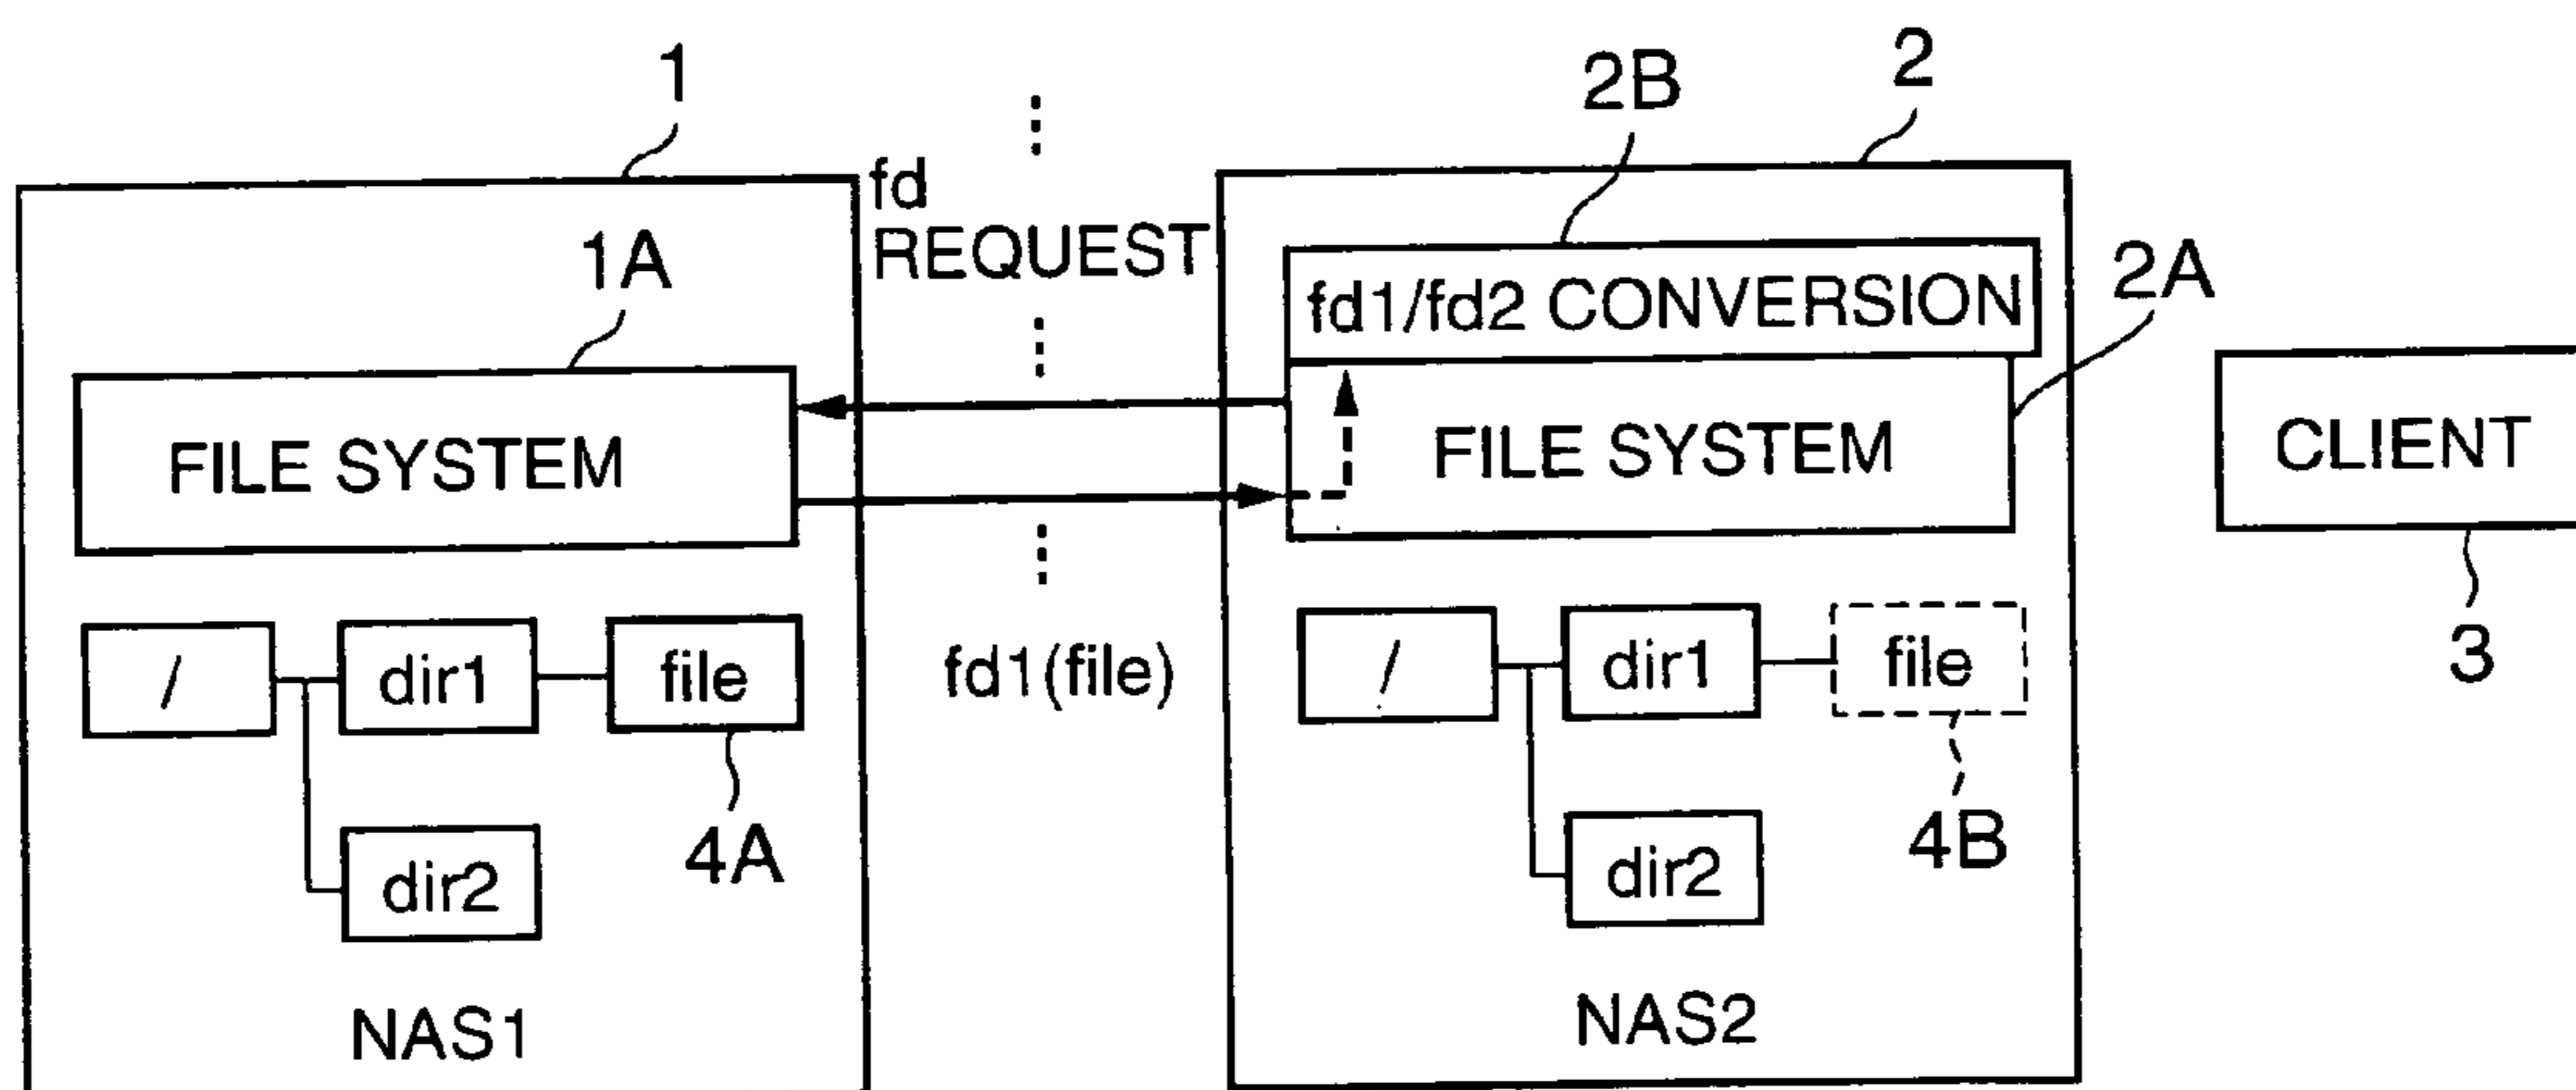 1
2
2B
fd
REQUEST
1A
2A
fd1/fd2 CONVERSION
FILE SYSTEM
FILE SYSTEM
CLIENT
/
dir1
file
fd1(file)
/
dir1
file
3
4A
4B
dir2
dir2
NAS1
NAS2